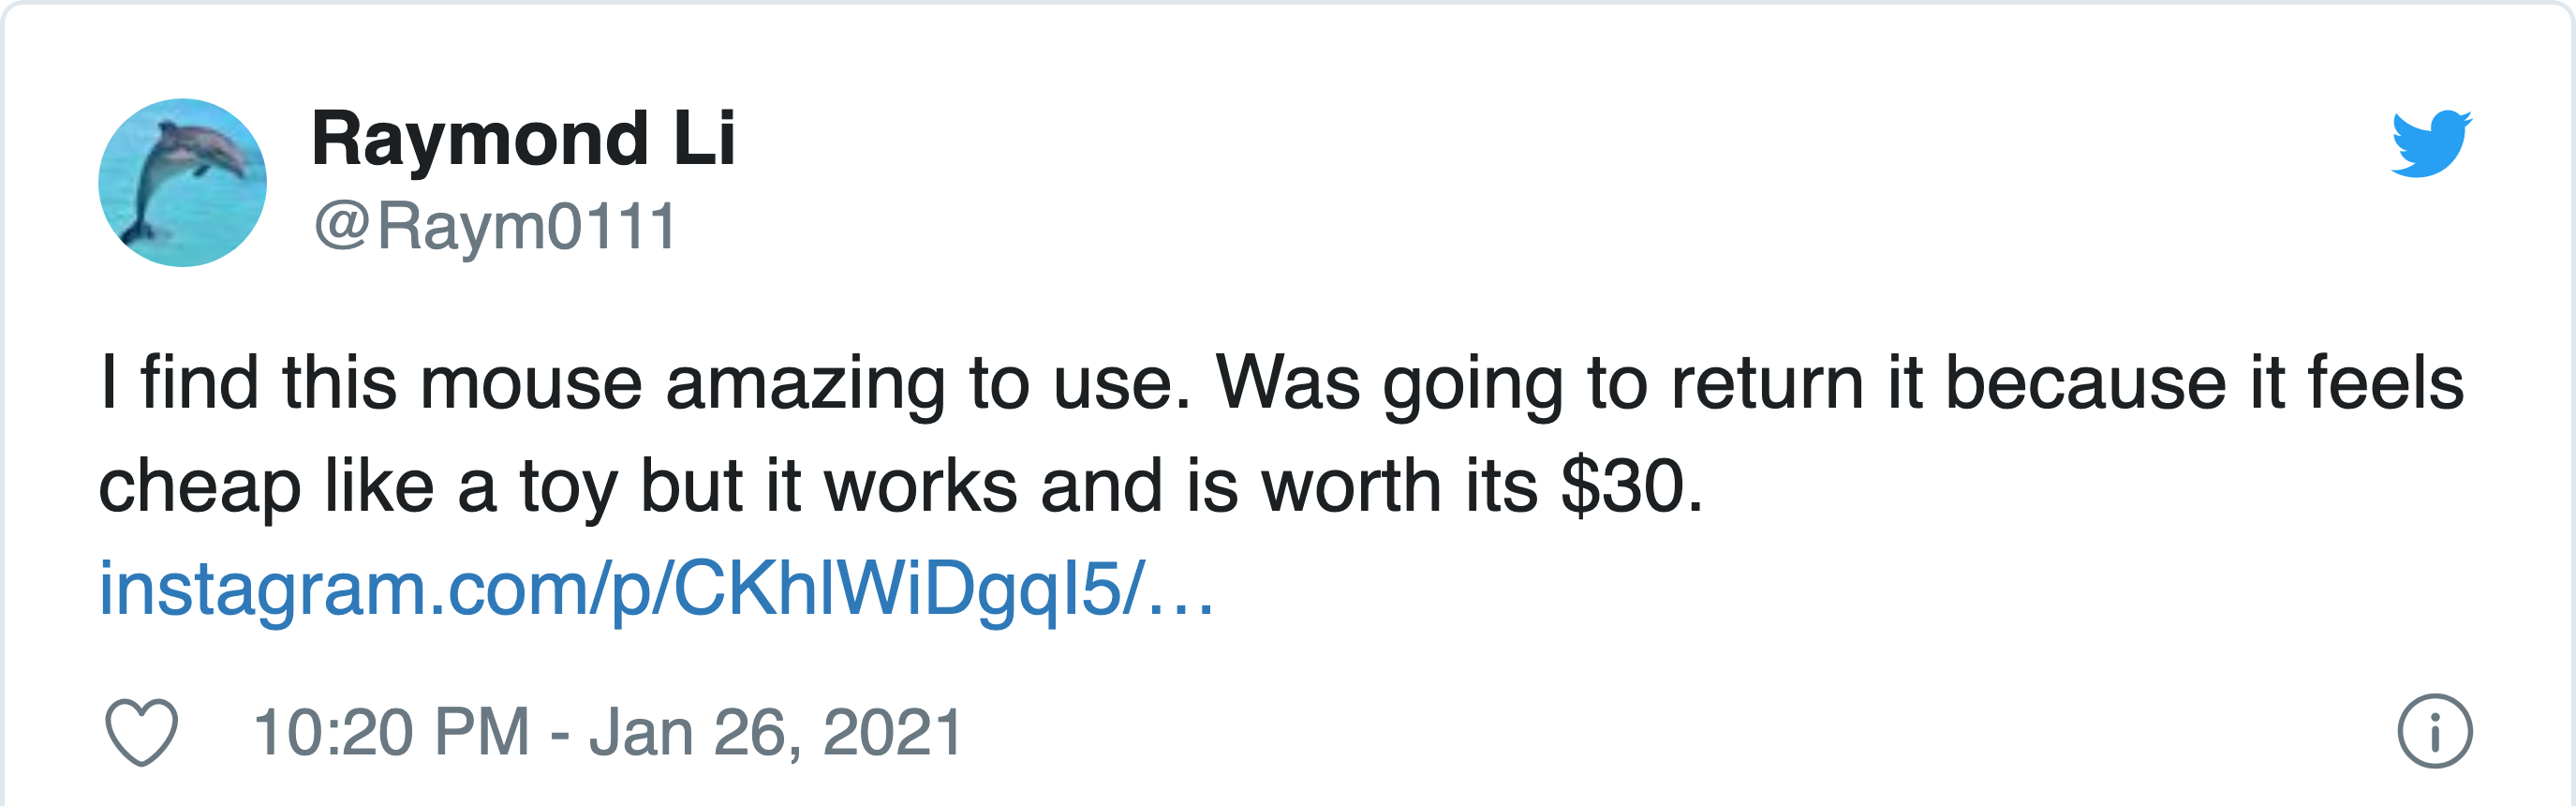 Raymond Li
@Raym0111
I find this mouse amazing to use. Was going to return it because it feels
cheap like a toy but it works and is worth its $30.
instagram.com/p/CKhlWiDgql5/…
10:20 PM - Jan 26, 2021